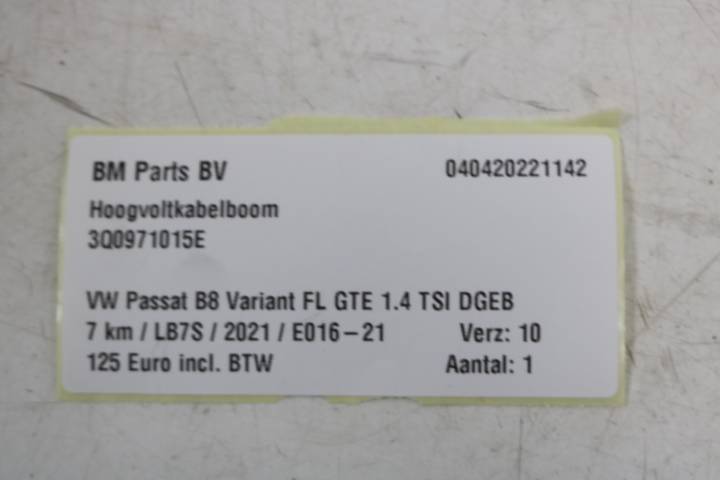 BM Parts BV 040420221142
Hoogvoltkabelboom
3Q0971015E
VW Passat B8 Variant FL GTE 1.4 TSI DGEB
7 km / LB7S / 2021 / E016-21 Verz: 10
125 Euro incl. BTW Aantal: 1